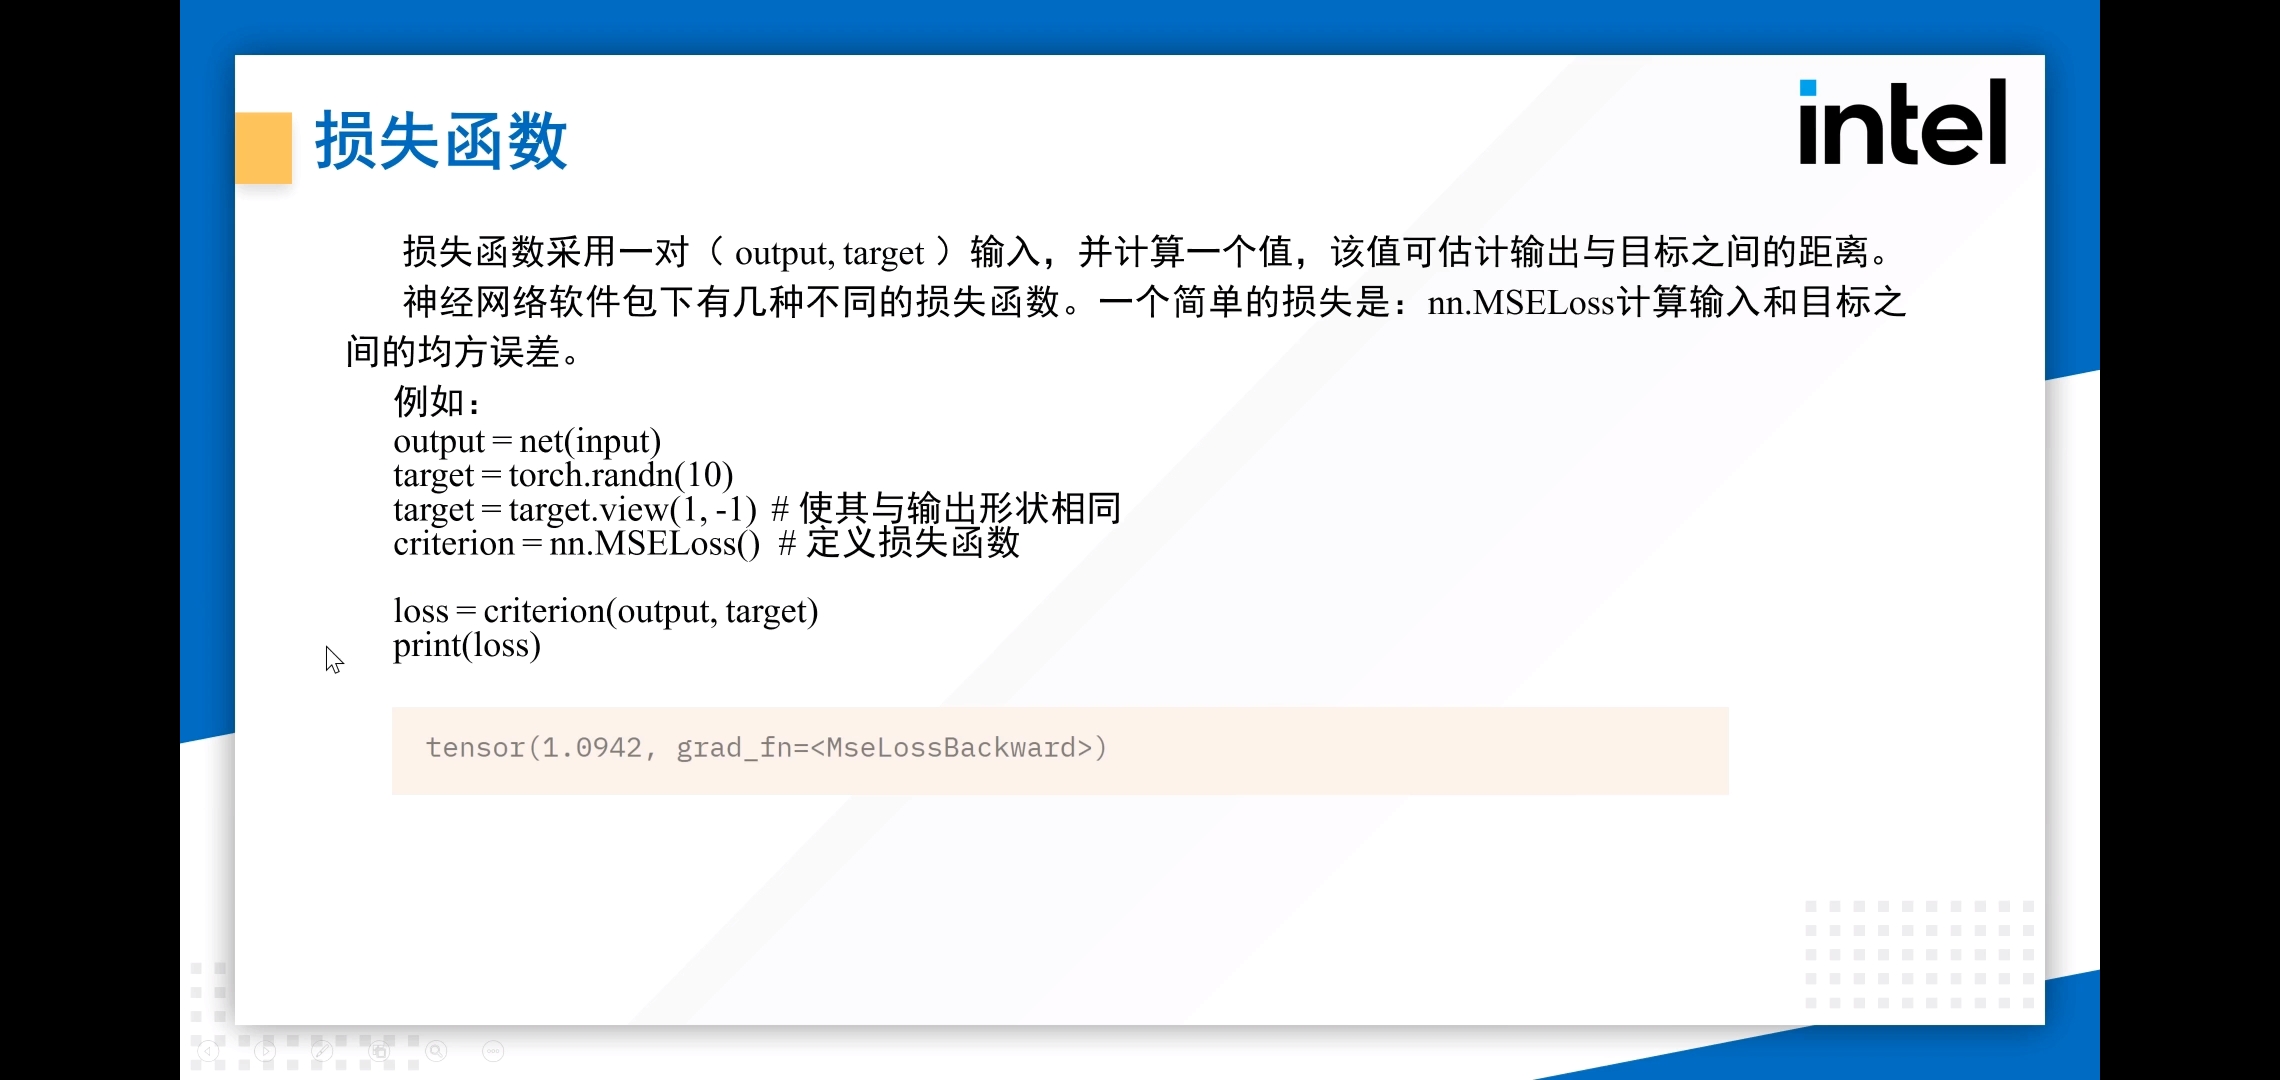 损失函数
intel
损失函数采用一对（ output, target ）输入，并计算一个值，该值可估计输出与目标之间的距离。
神经网络软件包下有几种不同的损失函数。一个简单的损失是：nn.MSELoss计算输入和目标之
间的均方误差。
例如：
output = net(input)
target = torch.randn(10)
target = target.view(1, -1)  # 使其与输出形状相同
criterion = nn.MSELoss()  # 定义损失函数
loss = criterion(output, target)
print(loss)
tensor(1.0942, grad_fn=<MseLossBackward>)